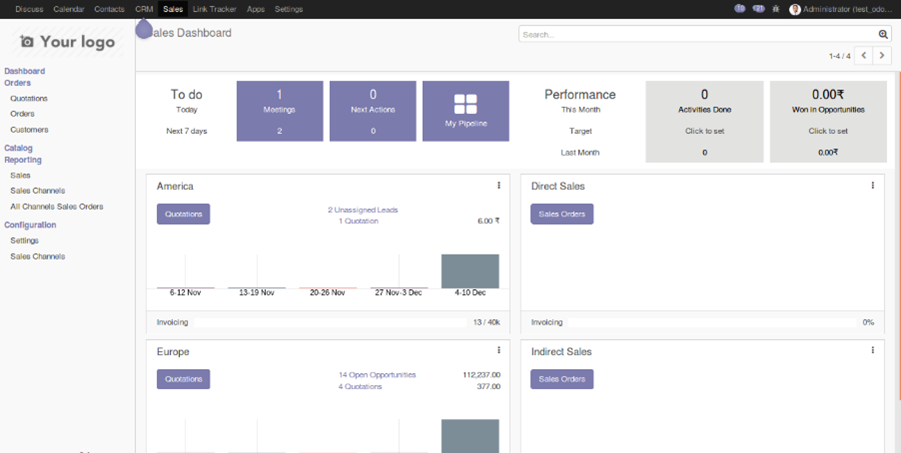 Discuss Calendar Contacts CRM Sales Link Tracker Apps Settings Administrator (test_odo...
Your logo
Sales Dashboard
Search...
1-4 / 4
Dashboard
Orders
Quotations
Orders
Customers
Catalog
Reporting
Sales
Sales Channels
All Channels Sales Orders
Configuration
Settings
Sales Channels
To do
Today
Next 7 days
1
Meetings
2
0
Next Actions
0
My Pipeline
Performance
This Month
Target
Last Month
0
Activities Done
Click to set
0
0.00₹
Won in Opportunities
Click to set
0.00₹
America
Quotations
2 Unassigned Leads
1 Quotation 6.00 ₹
6-12 Nov 13-19 Nov 20-26 Nov 27 Nov-3 Dec 4-10 Dec
Invoicing 13 / 40k
Direct Sales
Sales Orders
Invoicing 0%
Europe
Quotations
14 Open Opportunities 112,237.00
4 Quotations 377.00
Indirect Sales
Sales Orders